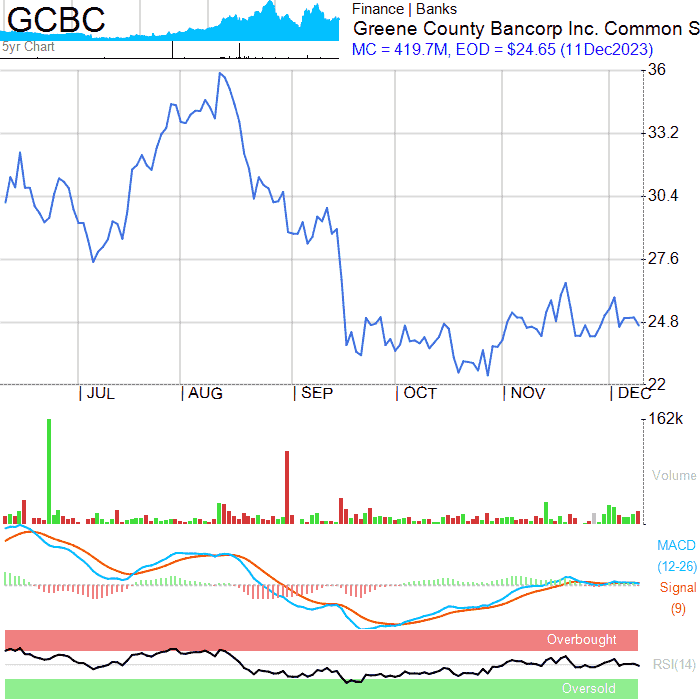 GCBC
5yr Chart
Finance | Banks
Greene County Bancorp Inc. Common S
MC = 419.7M, EOD = $24.65 (11Dec2023)
36
33.2
30.4
27.6
24.8
22
JUL AUG SEP OCT NOV DEC
162k
Volume
MACD
(12-26)
Signal
(9)
Overbought
RSI(14)
Oversold